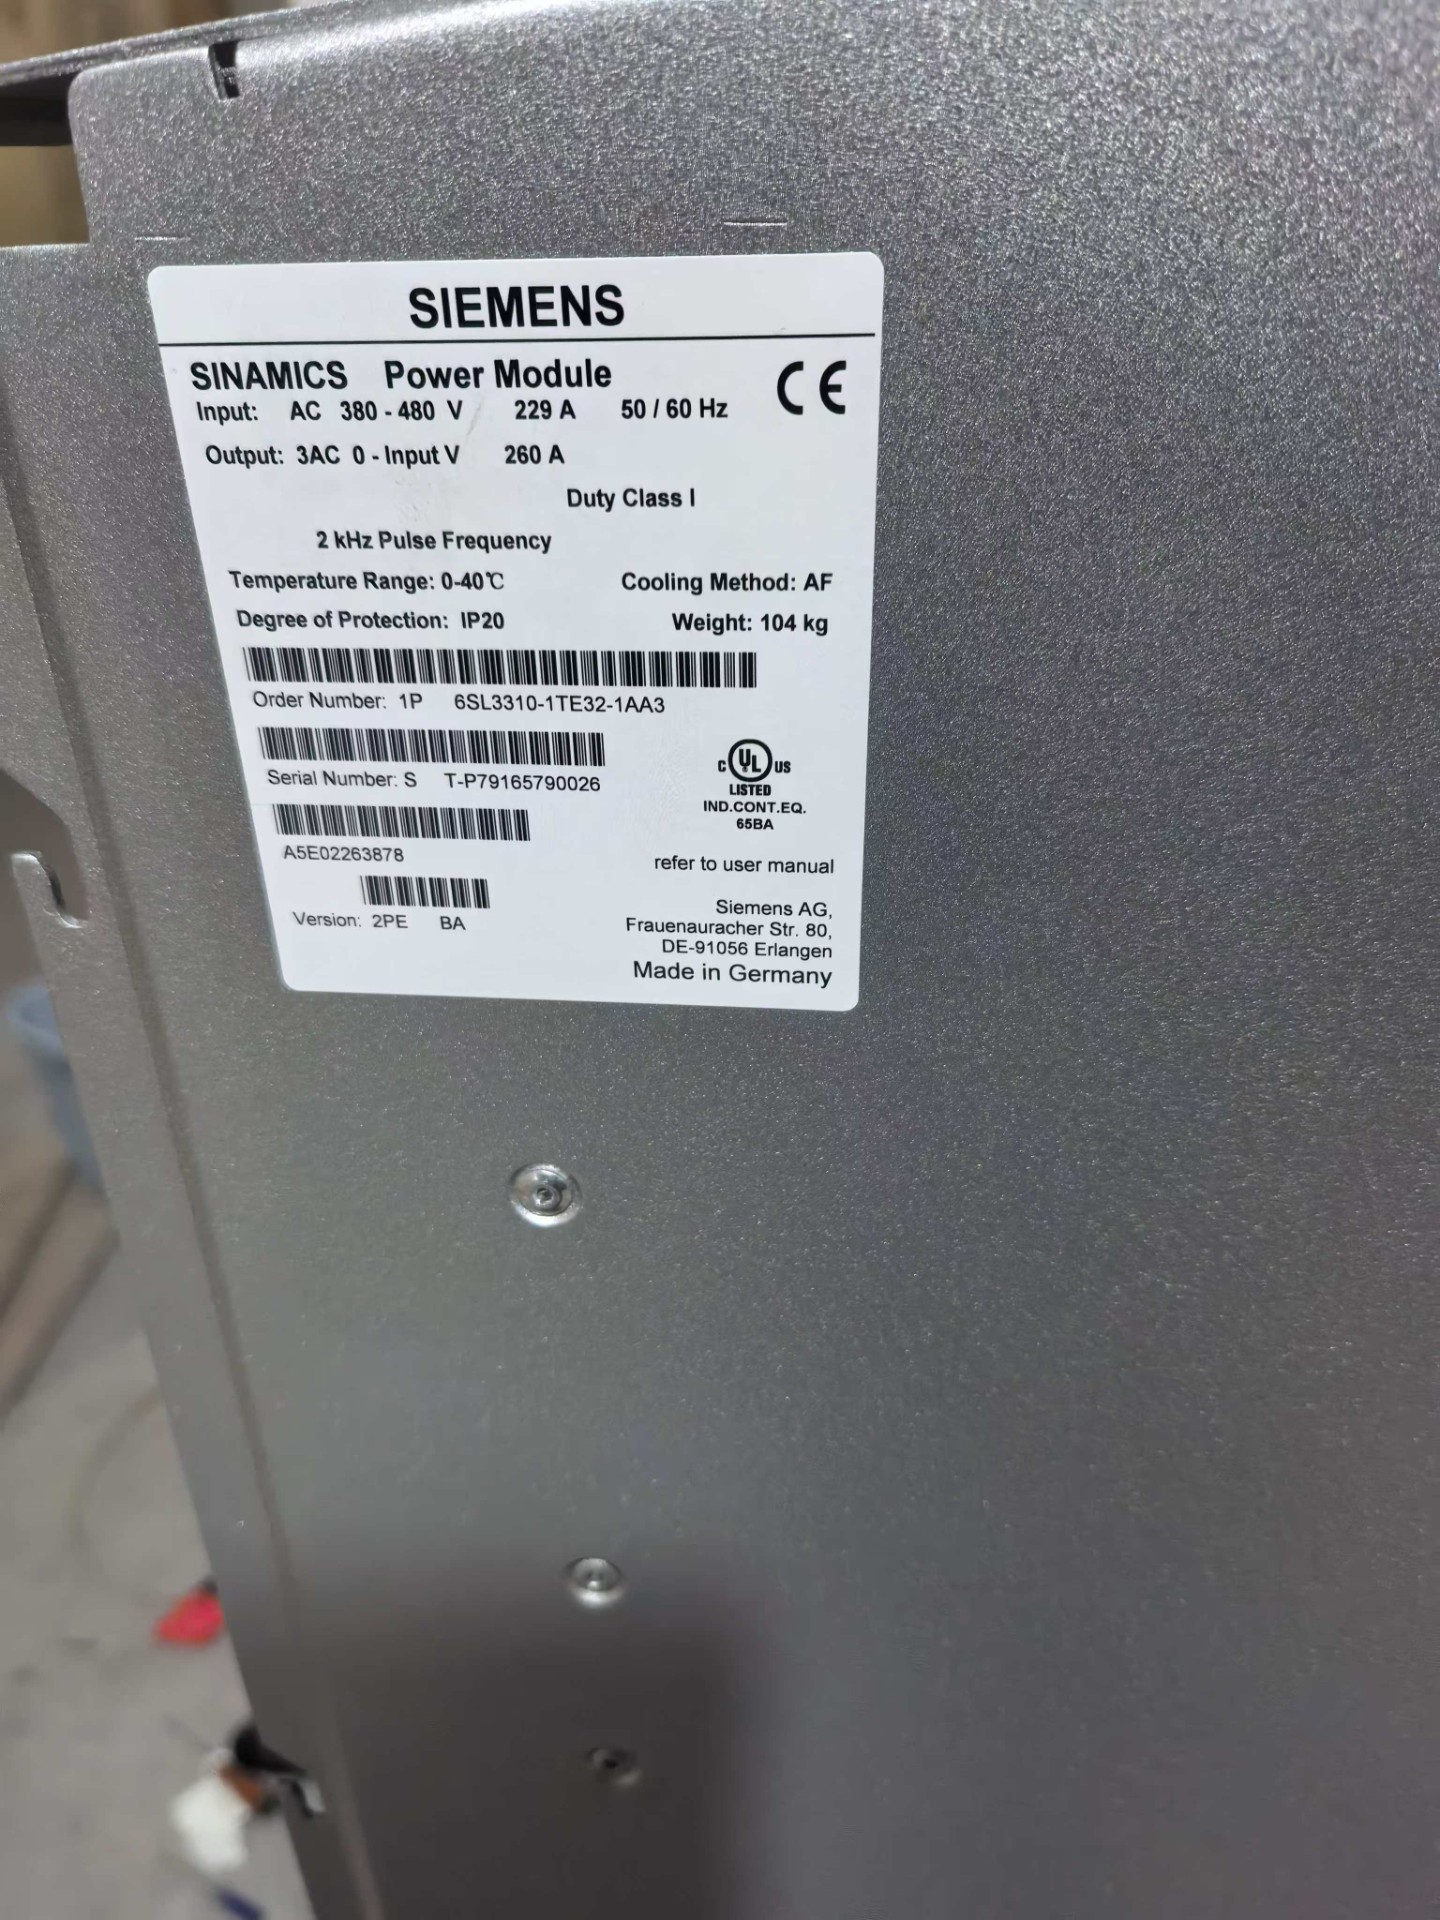 SIEMENS
SINAMICS Power Module
CE
Input: AC 380 - 480 V 229 A 50 / 60 Hz
Output: 3AC 0 - Input V 260 A
Duty Class I
2 kHz Pulse Frequency
Temperature Range: 0-40℃ Cooling Method: AF
Degree of Protection: IP20 Weight: 104 kg
Order Number: 1P 6SL3310-1TE32-1AA3
Serial Number: S T-P79165790026
C UL US
LISTED
IND.CONT.EQ.
65BA
A5E02263878
refer to user manual
Version: 2PE BA
Siemens AG,
Frauenauracher Str. 80,
DE-91056 Erlangen
Made in Germany